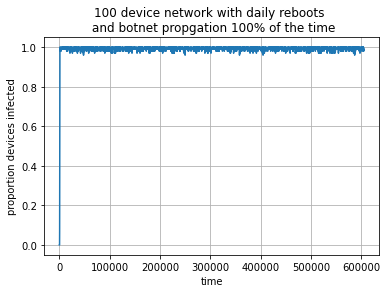 100 device network with daily reboots
and botnet propgation 100% of the time
proportion devices infected
1.0
0.8
0.6
0.4
0.2
0.0
0 100000 200000 300000 400000 500000 600000
time